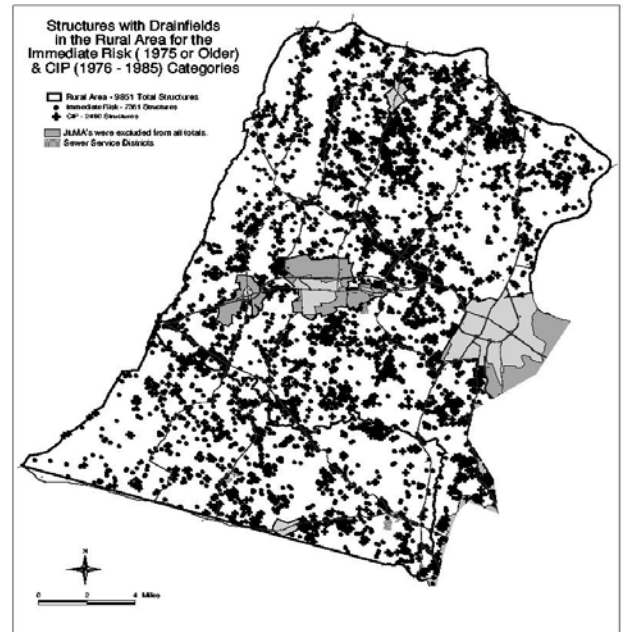 Structures with Drainfields
in the Rural Area for the
Immediate Risk ( 1975 or Older)
& CIP (1976 - 1985) Categories
Rural Area - 9851 Total Structures
Immediate Risk - 7361 Structures
CIP - 2490 Structures
JLMA's were excluded from all totals.
Sewer Service Districts
N
0 2 4 Miles